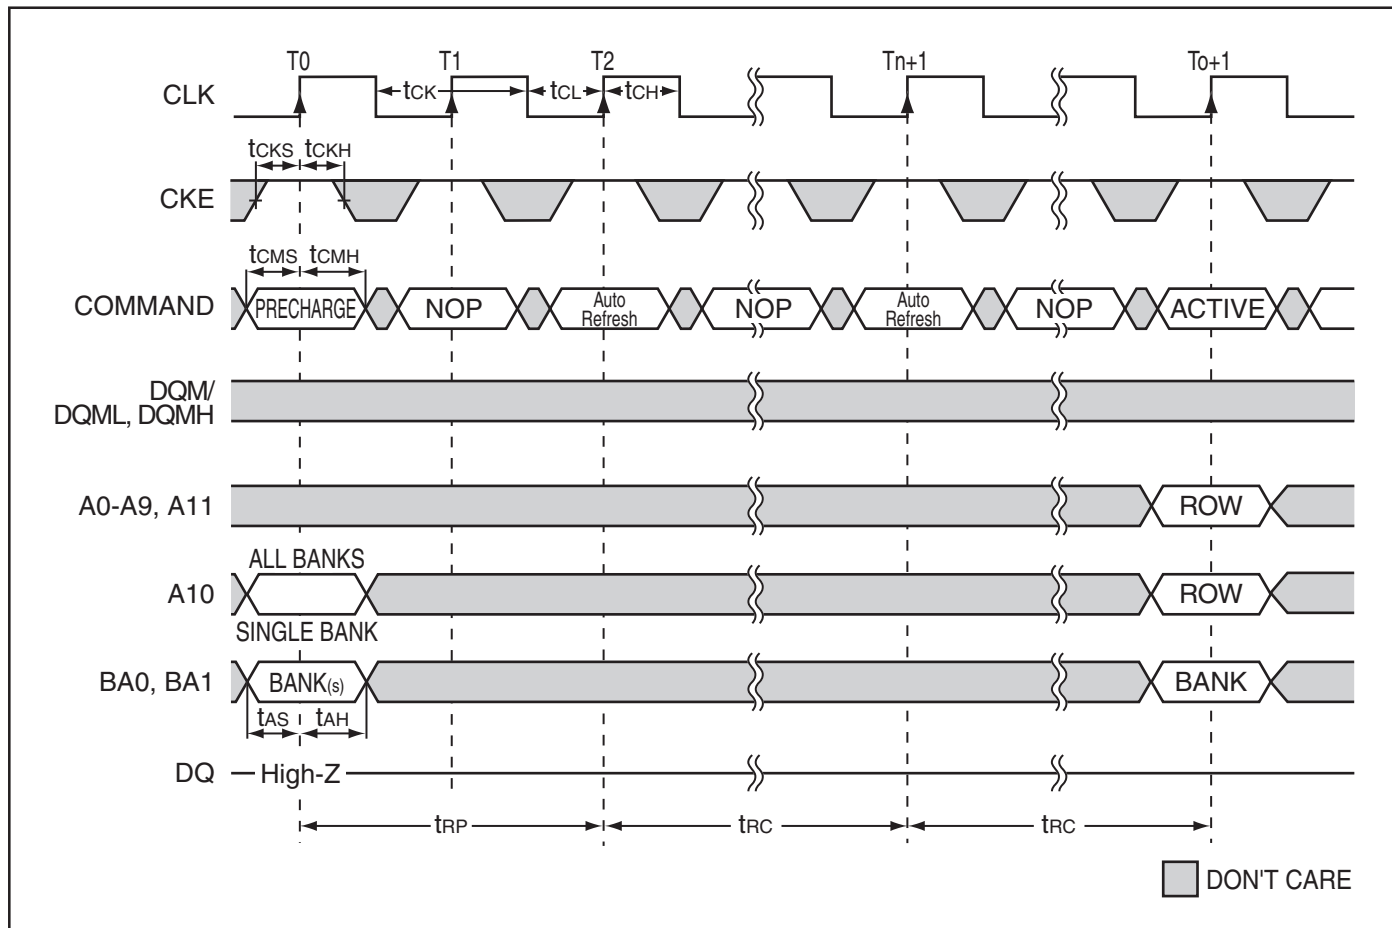 T0 T1 T2 Tn+1 To+1
CLK tCK tCL tCH
tCKS tCKH
CKE
tCMS tCMH
COMMAND PRECHARGE NOP Auto Refresh NOP Auto Refresh NOP ACTIVE
DQM/
DQML, DQMH
A0-A9, A11 ROW
ALL BANKS
A10 ROW
SINGLE BANK
BA0, BA1 BANK(s) BANK
tAS tAH
DQ High-Z
tRP tRC tRC
DON'T CARE